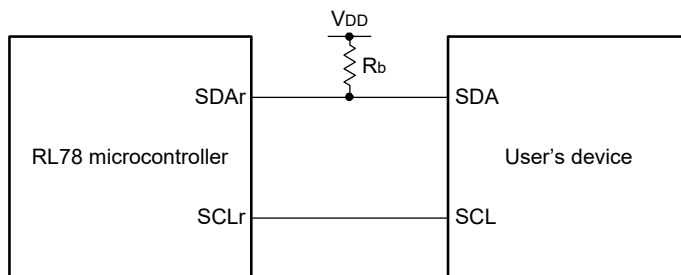 VDD
Rb
SDAr SDA
RL78 microcontroller User's device
SCLr SCL